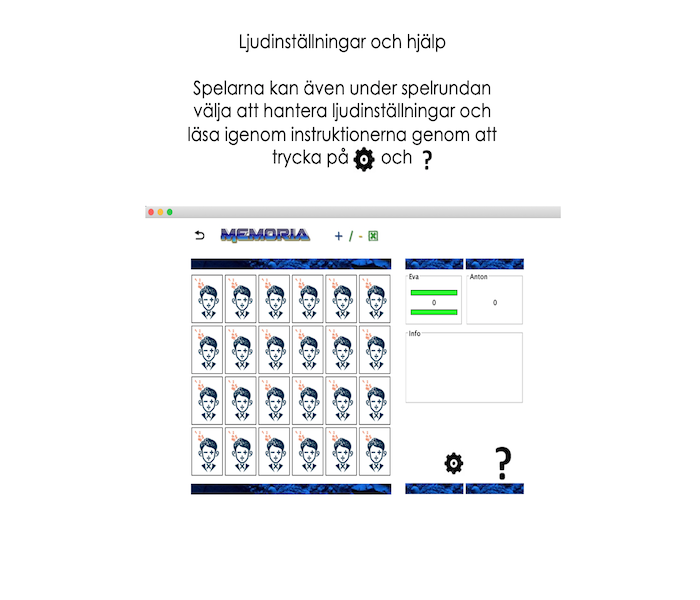 Ljudinställningar och hjälp
Spelarna kan även under spelrundan
välja att hantera ljudinställningar och
läsa igenom instruktionerna genom att
trycka på och ?
MEMORIA + / - x
Eva Anton
0 0
Info
?